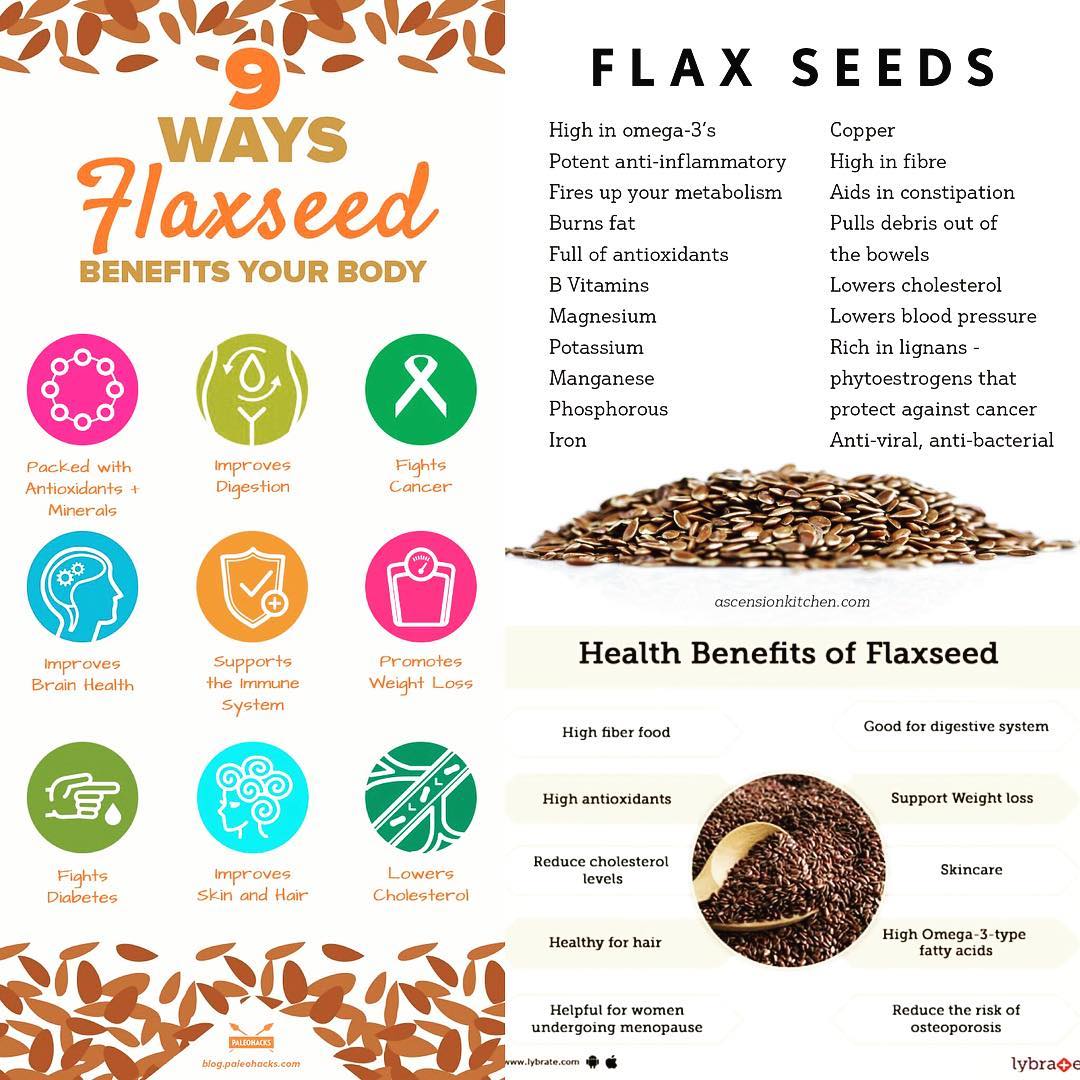 9
WAYS
Flaxseed
BENEFITS YOUR BODY
Packed with
Antioxidants +
Minerals
Improves
Digestion
Fights
Cancer
Improves
Brain Health
Supports
the Immune
System
Promotes
Weight Loss
Fights
Diabetes
Improves
Skin and Hair
Lowers
Cholesterol
PALEOHACKS
blog.paleohacks.com
FLAX SEEDS
High in omega-3's
Potent anti-inflammatory
Fires up your metabolism
Burns fat
Full of antioxidants
B Vitamins
Magnesium
Potassium
Manganese
Phosphorous
Iron
Copper
High in fibre
Aids in constipation
Pulls debris out of
the bowels
Lowers cholesterol
Lowers blood pressure
Rich in lignans -
phytoestrogens that
protect against cancer
Anti-viral, anti-bacterial
ascensionkitchen.com
Health Benefits of Flaxseed
High fiber food
Good for digestive system
High antioxidants
Support Weight loss
Reduce cholesterol
levels
Skincare
Healthy for hair
High Omega-3-type
fatty acids
Helpful for women
undergoing menopause
Reduce the risk of
osteoporosis
www.lybrate.com
lybrate